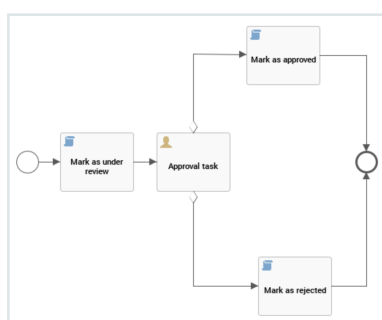 Mark as approved
Mark as under
review
Approval task
Mark as rejected